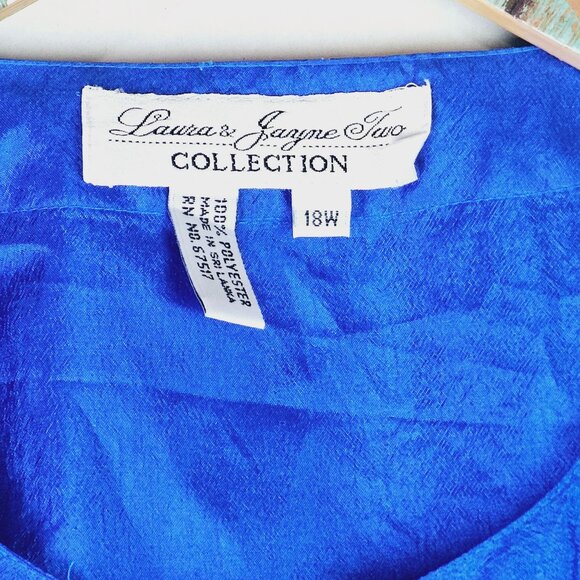 Laura & Jayne Two
COLLECTION
18W
100% POLYESTER
MADE IN SRI LANKA
RN NO. 67517